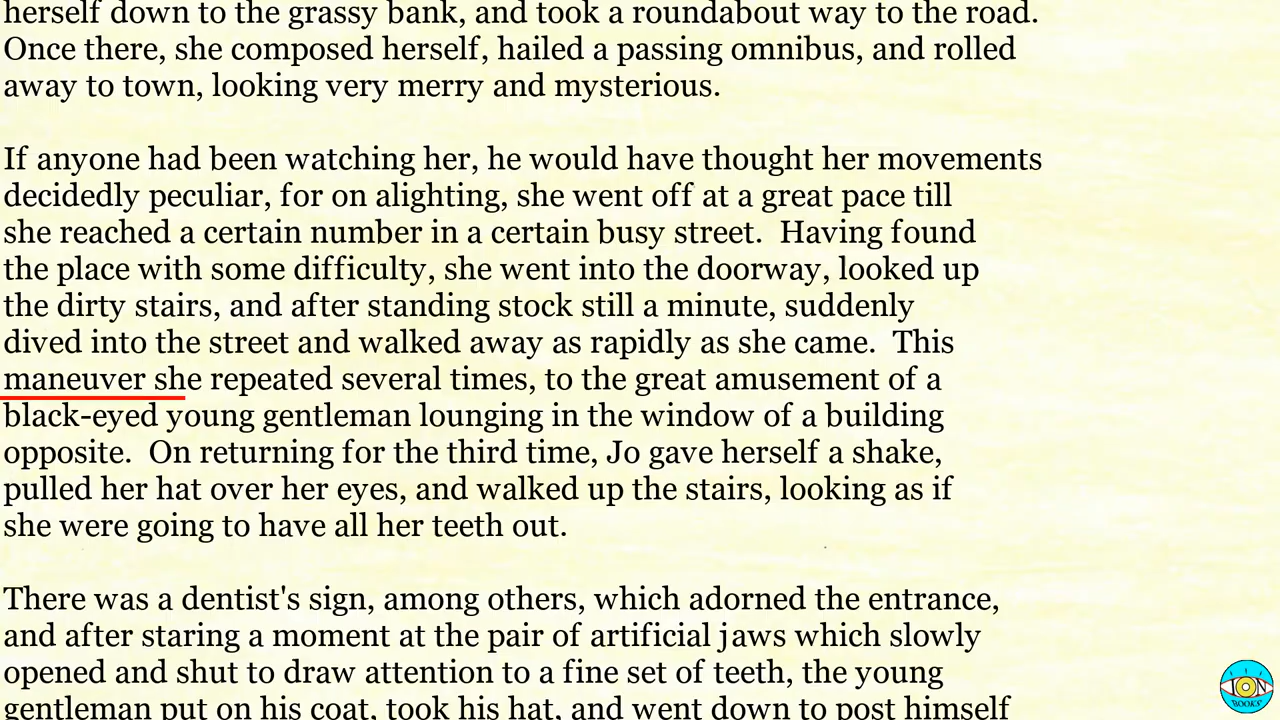 herself down to the grassy bank, and took a roundabout way to the road.
Once there, she composed herself, hailed a passing omnibus, and rolled
away to town, looking very merry and mysterious.
If anyone had been watching her, he would have thought her movements
decidedly peculiar, for on alighting, she went off at a great pace till
she reached a certain number in a certain busy street.  Having found
the place with some difficulty, she went into the doorway, looked up
the dirty stairs, and after standing stock still a minute, suddenly
dived into the street and walked away as rapidly as she came.  This
maneuver she repeated several times, to the great amusement of a
black-eyed young gentleman lounging in the window of a building
opposite.  On returning for the third time, Jo gave herself a shake,
pulled her hat over her eyes, and walked up the stairs, looking as if
she were going to have all her teeth out.
There was a dentist's sign, among others, which adorned the entrance,
and after staring a moment at the pair of artificial jaws which slowly
opened and shut to draw attention to a fine set of teeth, the young
gentleman put on his coat, took his hat, and went down to post himself
ION
BOOKS